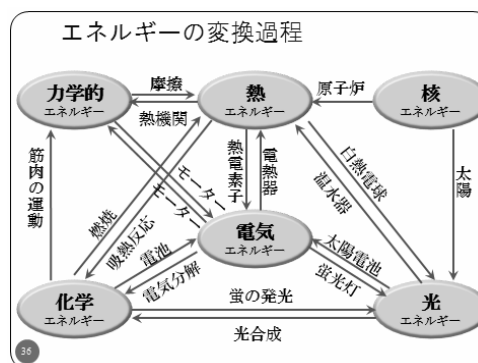 エネルギーの変換過程
力学的
エネルギー
摩擦
熱機関
熱
エネルギー
原子炉
核
エネルギー
筋肉の運動
燃焼
吸熱反応
モーター
モーター
熱電素子
電熱器
白熱電球
温水器
太陽
電気
エネルギー
電池
電気分解
太陽電池
蛍光灯
化学
エネルギー
蛍の発光
光合成
光
エネルギー
36